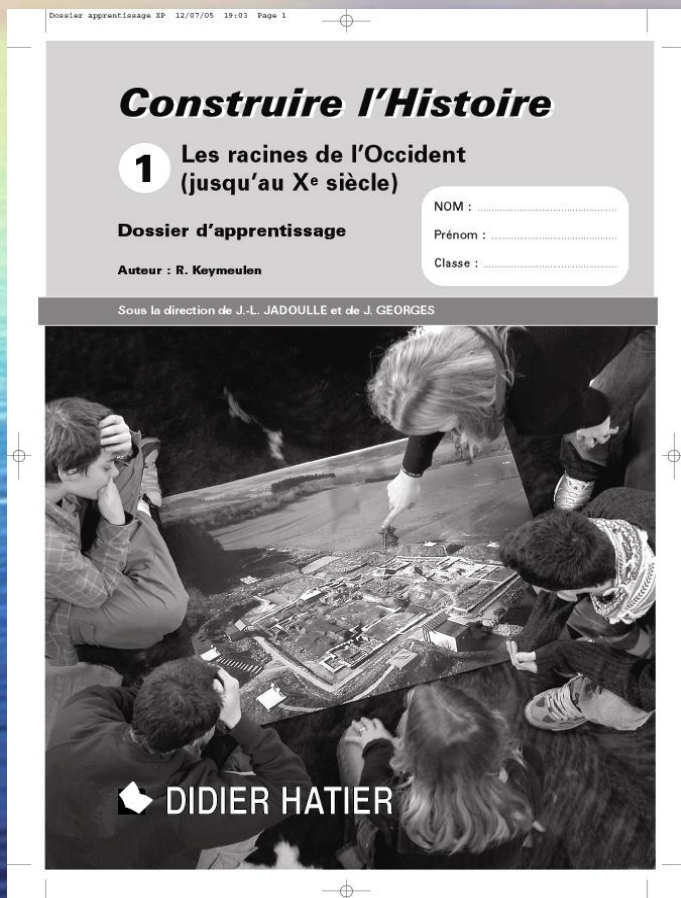 Dossier apprentissage XP 12/07/05 19:03 Page 1
Construire l'Histoire
1
Les racines de l'Occident
(jusqu'au Xᵉ siècle)
Dossier d'apprentissage
Auteur : R. Keymeulen
NOM : ............................................
Prénom : ............................................
Classe : ............................................
Sous la direction de J.-L. JADOULLE et de J. GEORGES
DIDIER HATIER